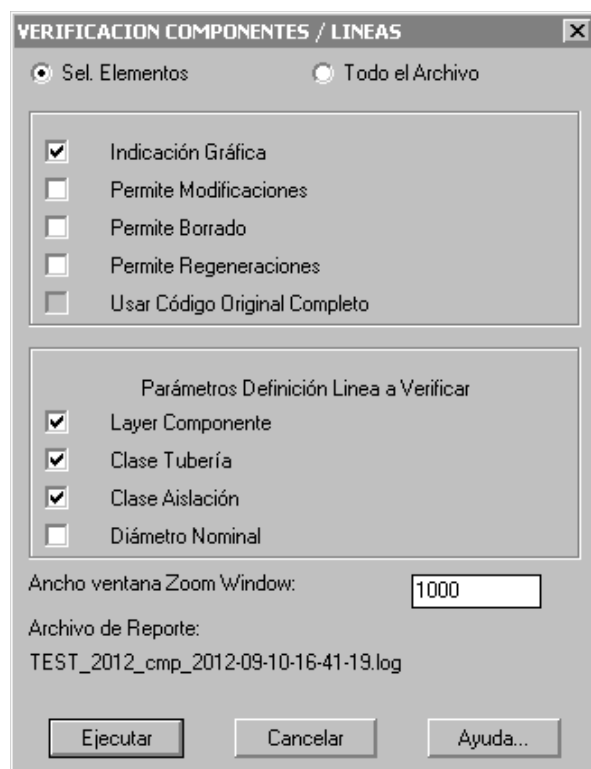 VERIFICACION COMPONENTES / LINEAS
Sel. Elementos Todo el Archivo
Indicación Gráfica
Permite Modificaciones
Permite Borrado
Permite Regeneraciones
Usar Código Original Completo
Parámetros Definición Linea a Verificar
Layer Componente
Clase Tubería
Clase Aislación
Diámetro Nominal
Ancho ventana Zoom Window: 1000
Archivo de Reporte:
TEST_2012_cmp_2012-09-10-16-41-19.log
Ejecutar Cancelar Ayuda...